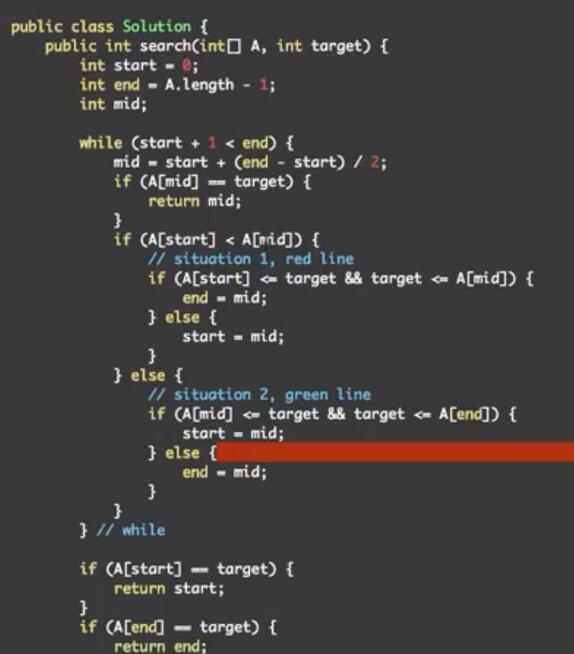 public class Solution {
    public int search(int[] A, int target) {
        int start = 0;
        int end = A.length - 1;
        int mid;

        while (start + 1 < end) {
            mid = start + (end - start) / 2;
            if (A[mid] == target) {
                return mid;
            }
            if (A[start] < A[mid]) {
                // situation 1, red line
                if (A[start] <= target && target <= A[mid]) {
                    end = mid;
                } else {
                    start = mid;
                }
            } else {
                // situation 2, green line
                if (A[mid] <= target && target <= A[end]) {
                    start = mid;
                } else {
                    end = mid;
                }
            }
        } // while

        if (A[start] == target) {
            return start;
        }
        if (A[end] == target) {
            return end;